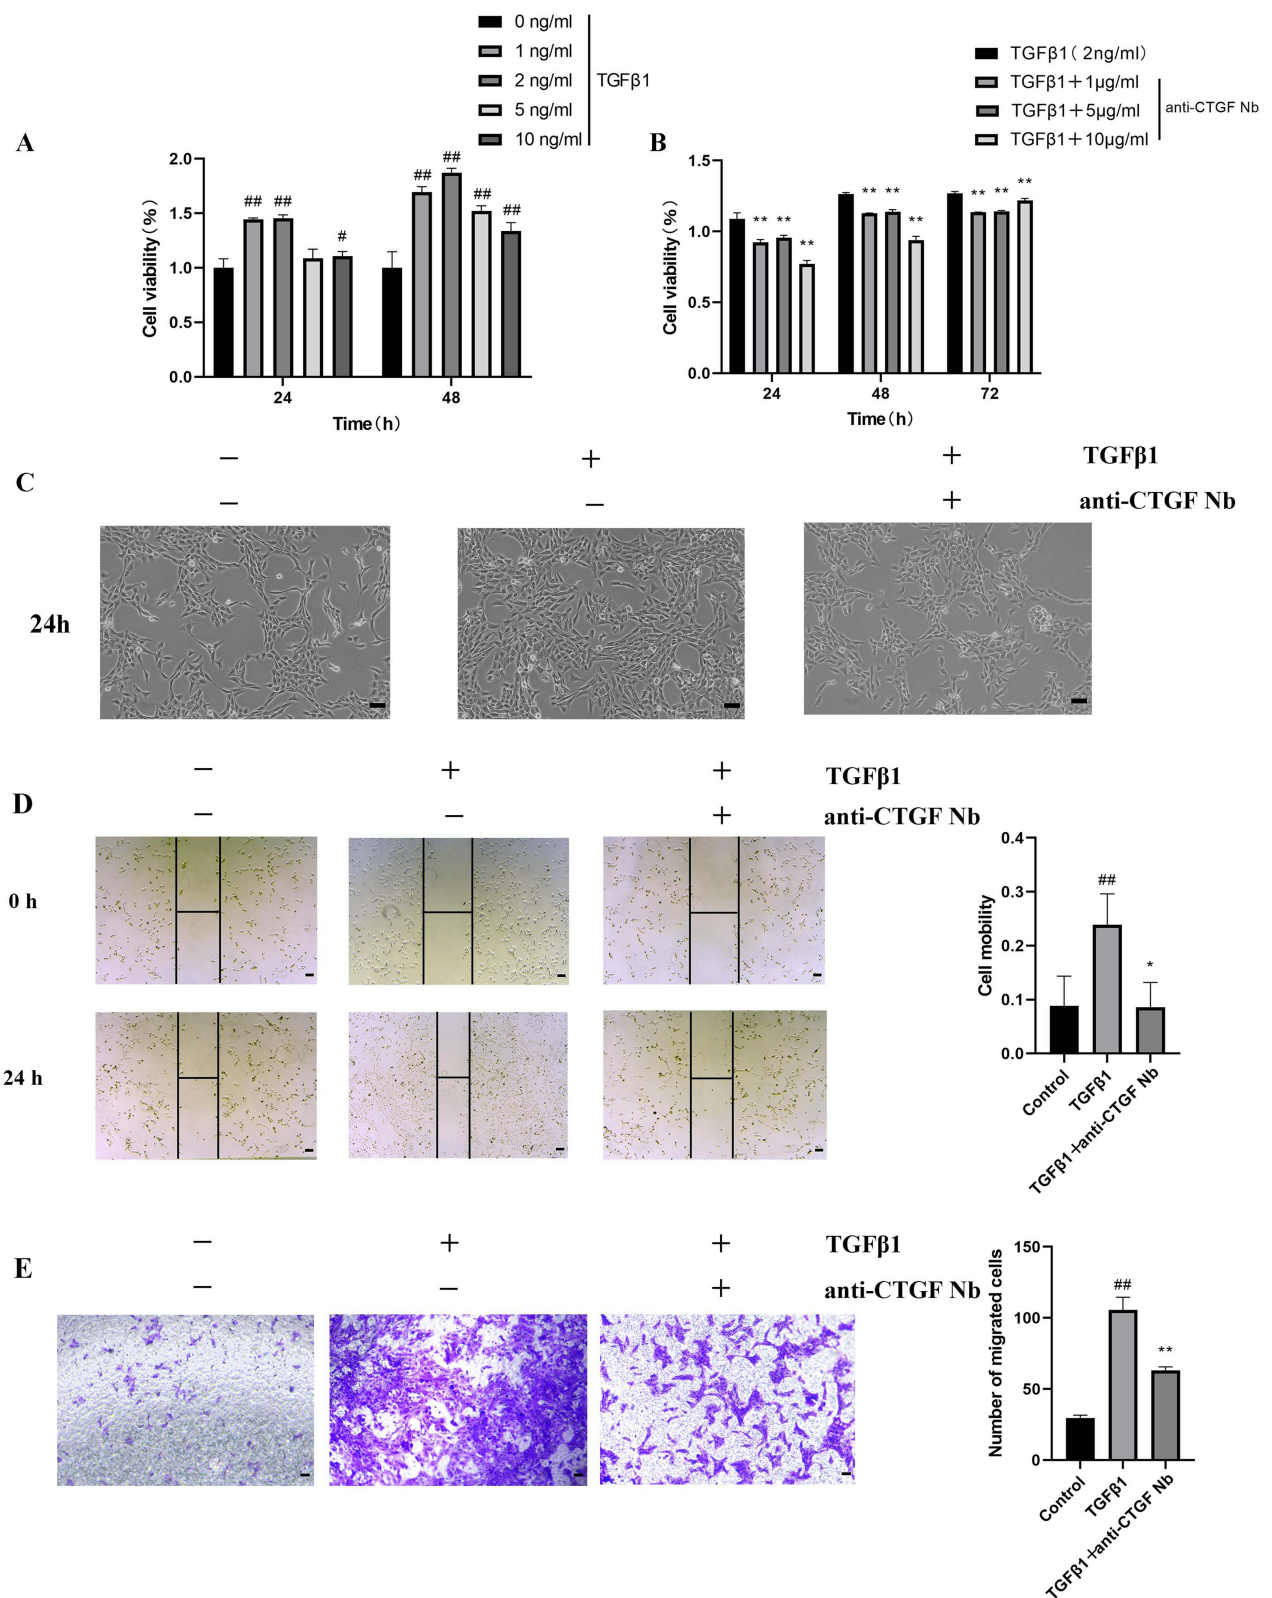 0 ng/ml
1 ng/ml
2 ng/ml
5 ng/ml
10 ng/ml
TGFβ1
TGFβ1（2ng/ml）
TGFβ1＋1μg/ml
TGFβ1＋5μg/ml
TGFβ1＋10μg/ml
anti-CTGF Nb
A
Cell viability（%）
2.0
1.5
1.0
0.5
0.0
## ## #
## ## ## ##
24 48
Time（h）
B
Cell viability（%）
1.5
1.0
0.5
0.0
** ** **
** ** **
** ** **
24 48 72
Time（h）
C
− + + TGFβ1
− − + anti-CTGF Nb
24h
D
− + + TGFβ1
− − + anti-CTGF Nb
0 h
24 h
Cell mobility
0.4
0.3
0.2
0.1
0.0
##
*
Control
TGFβ1
TGFβ1＋anti-CTGF Nb
E
− + + TGFβ1
− − + anti-CTGF Nb
Number of migrated cells
150
100
50
0
##
**
Control
TGFβ1
TGFβ1＋anti-CTGF Nb